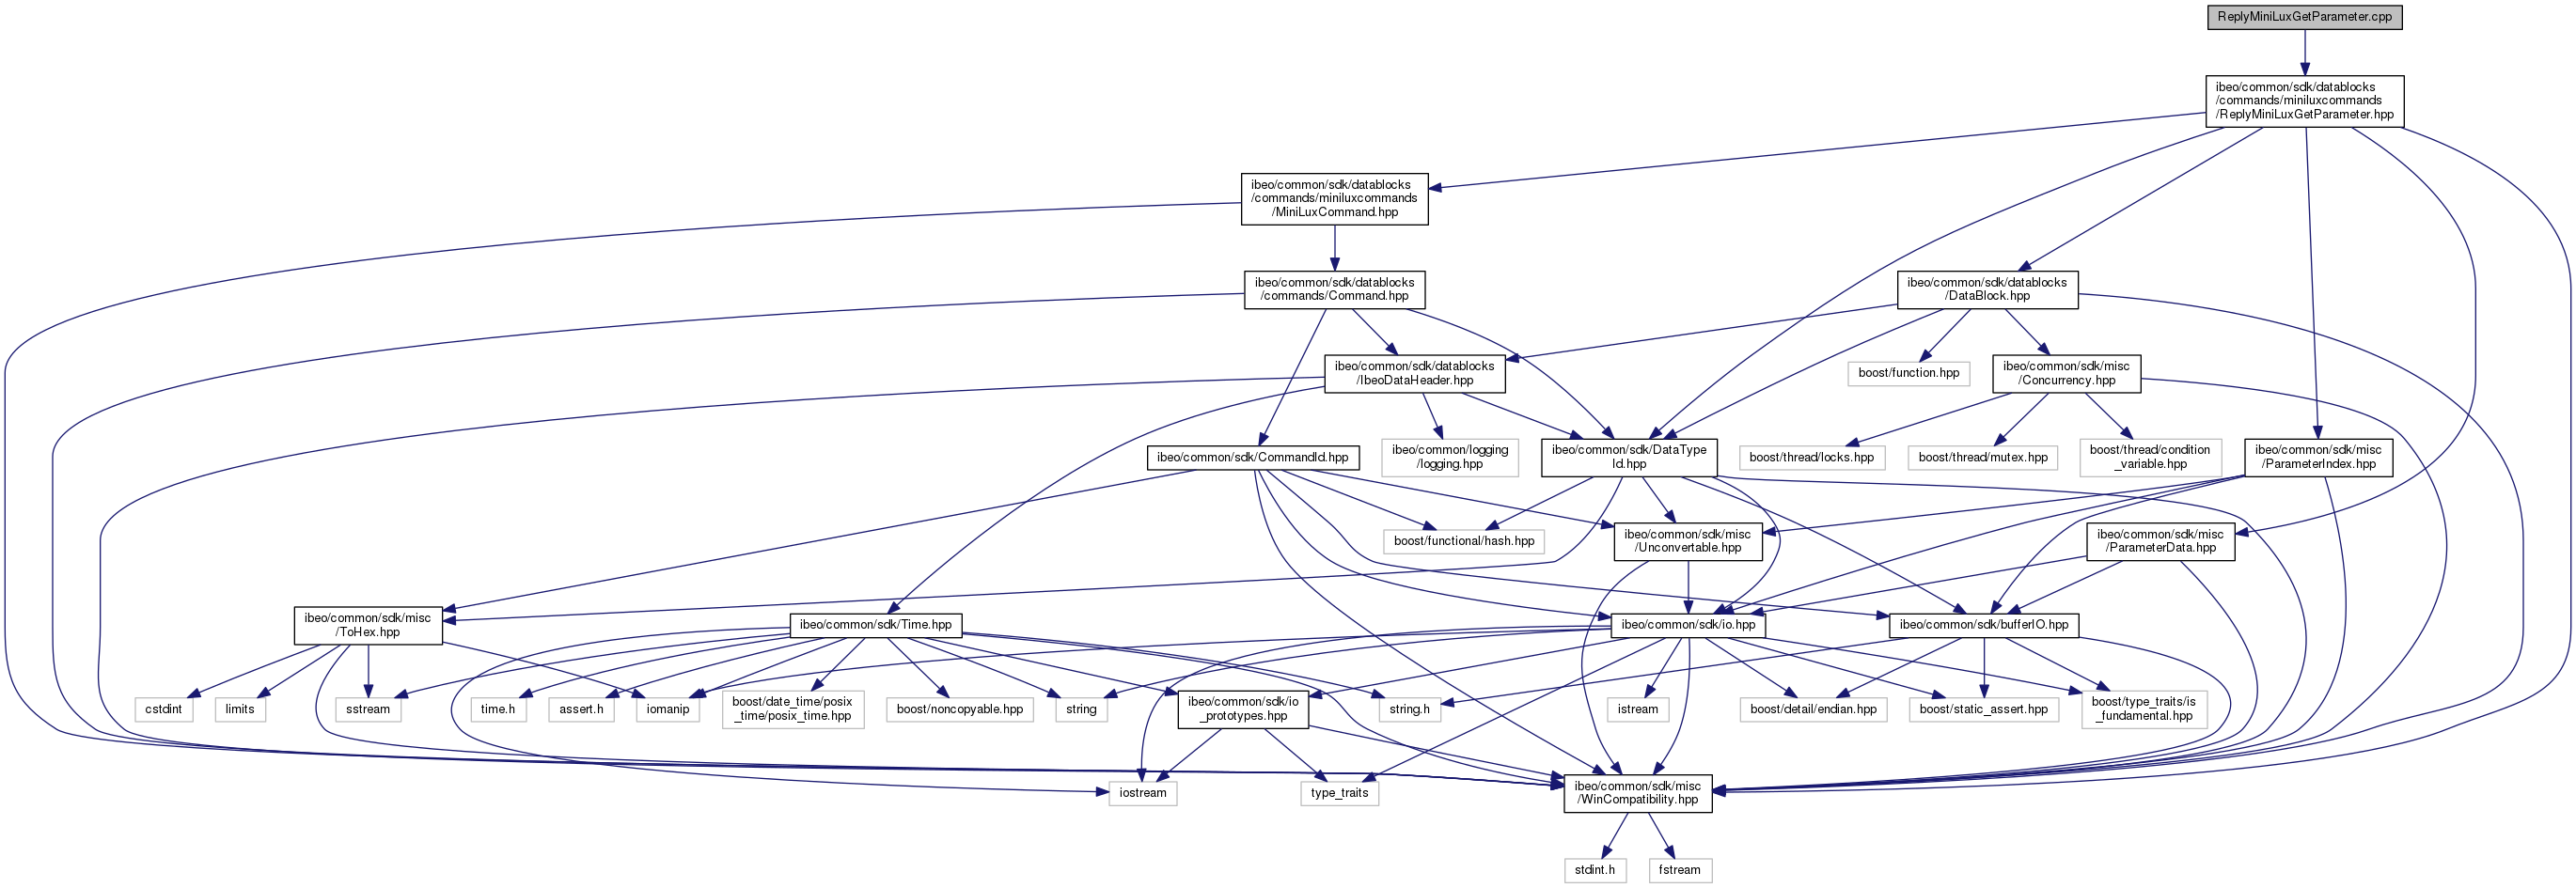 ReplyMiniLuxGetParameter.cpp
ibeo/common/sdk/datablocks
/commands/miniluxcommands
/ReplyMiniLuxGetParameter.hpp
ibeo/common/sdk/datablocks
/commands/miniluxcommands
/MiniLuxCommand.hpp
ibeo/common/sdk/datablocks
/commands/Command.hpp
ibeo/common/sdk/datablocks
/DataBlock.hpp
ibeo/common/sdk/datablocks
/IbeoDataHeader.hpp
boost/function.hpp
ibeo/common/sdk/misc
/Concurrency.hpp
ibeo/common/sdk/CommandId.hpp
ibeo/common/logging
/logging.hpp
ibeo/common/sdk/DataType
Id.hpp
boost/thread/locks.hpp
boost/thread/mutex.hpp
boost/thread/condition
_variable.hpp
ibeo/common/sdk/misc
/ParameterIndex.hpp
boost/functional/hash.hpp
ibeo/common/sdk/misc
/Unconvertable.hpp
ibeo/common/sdk/misc
/ParameterData.hpp
ibeo/common/sdk/misc
/ToHex.hpp
ibeo/common/sdk/Time.hpp
ibeo/common/sdk/io.hpp
ibeo/common/sdk/bufferIO.hpp
cstdint
limits
sstream
time.h
assert.h
iomanip
boost/date_time/posix
_time/posix_time.hpp
boost/noncopyable.hpp
string
ibeo/common/sdk/io
_prototypes.hpp
string.h
istream
boost/detail/endian.hpp
boost/static_assert.hpp
boost/type_traits/is
_fundamental.hpp
iostream
type_traits
ibeo/common/sdk/misc
/WinCompatibility.hpp
stdint.h
fstream